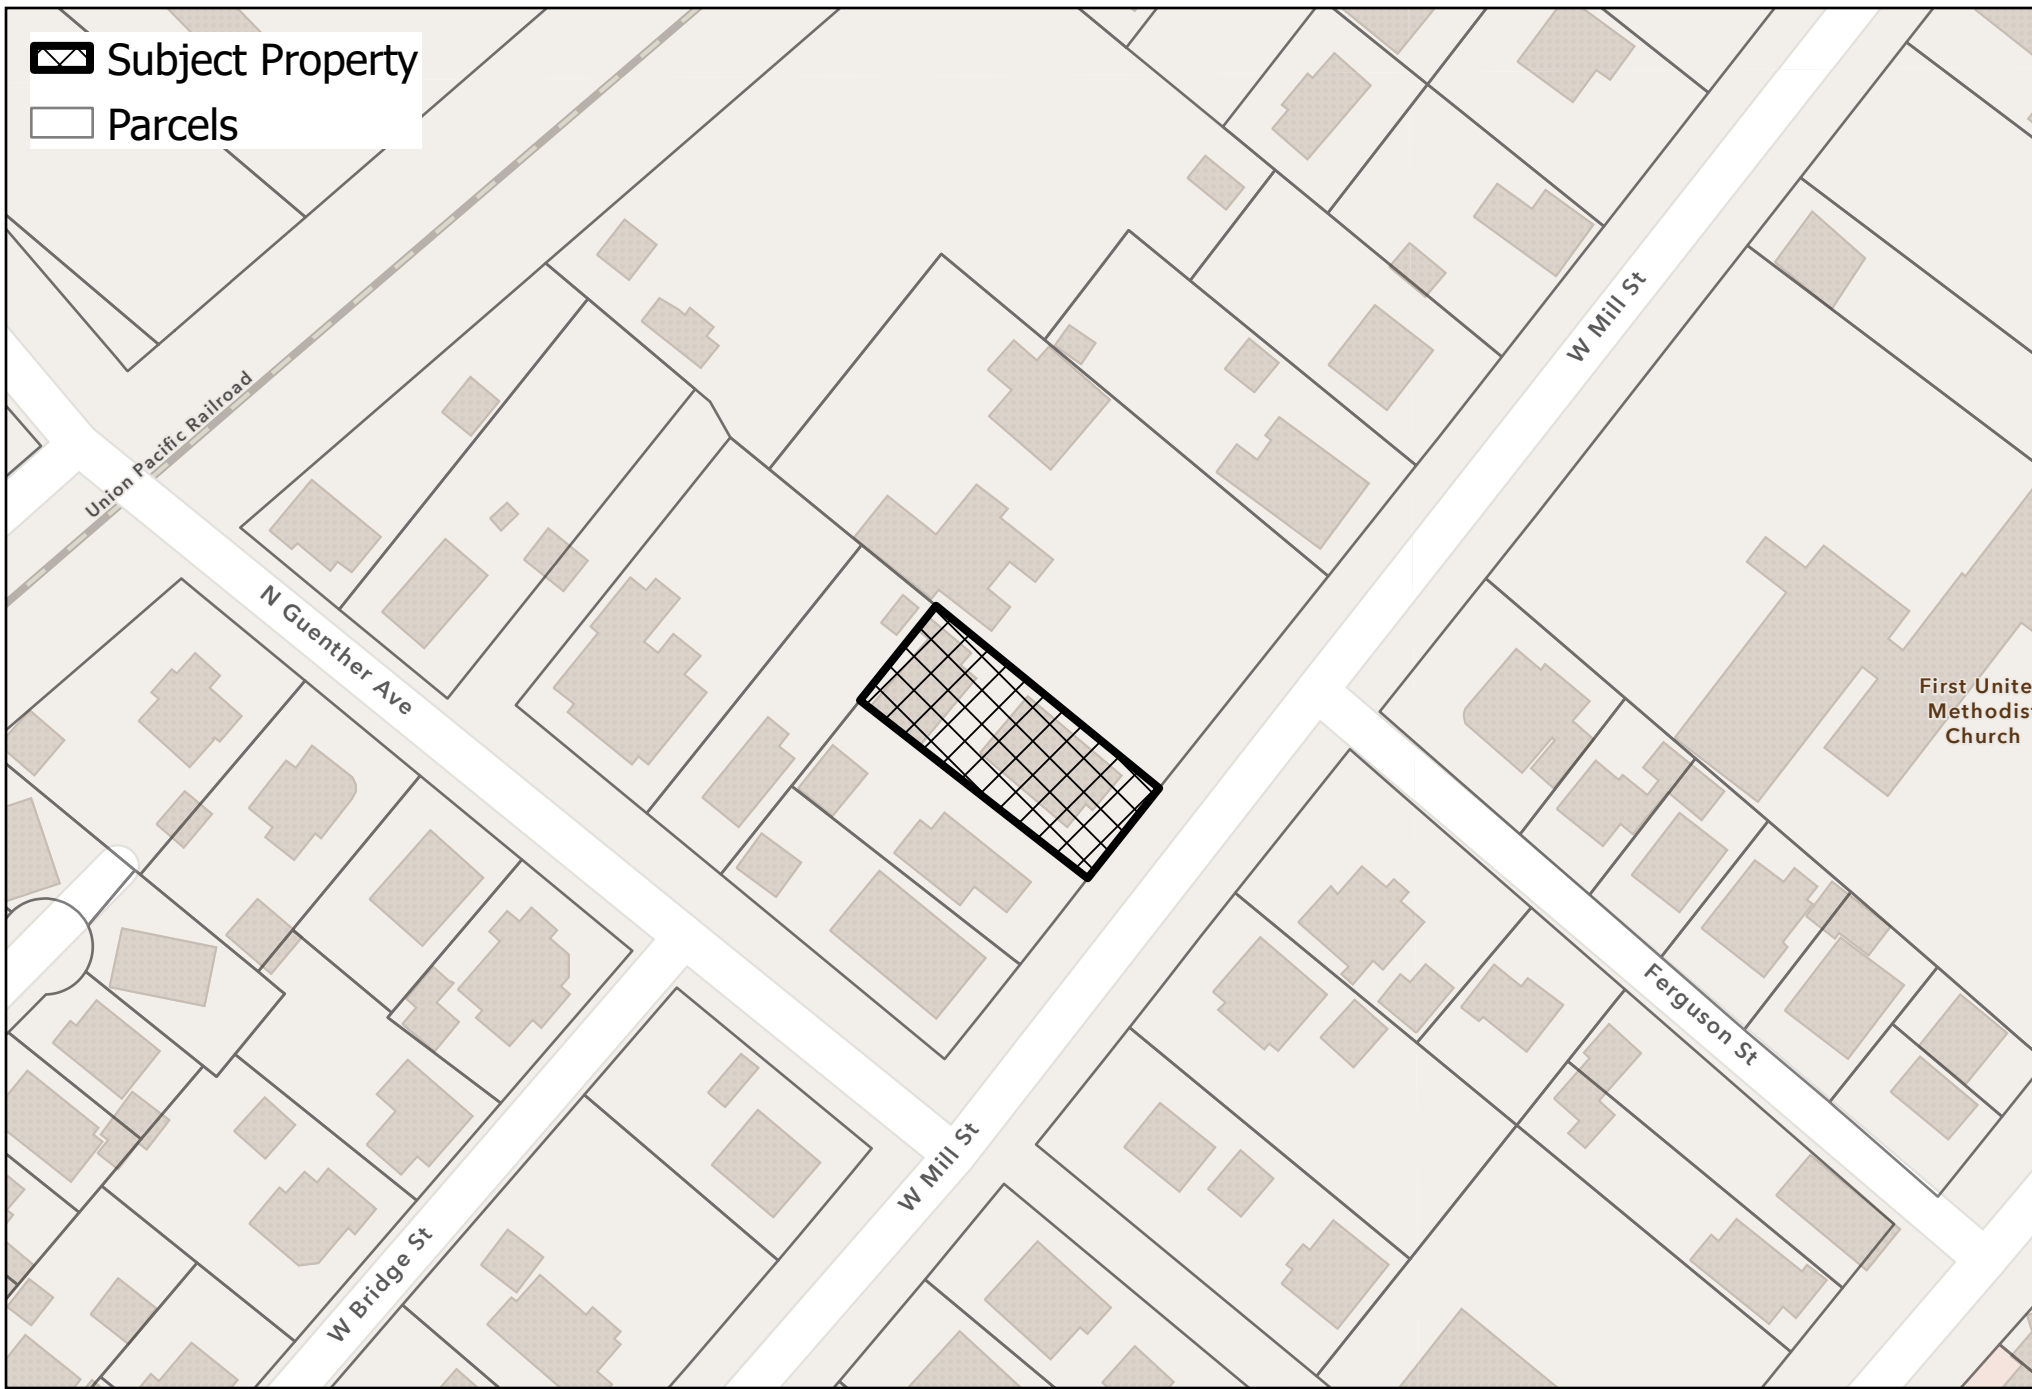 Subject Property
Parcels
W Mill St
Union Pacific Railroad
N Guenther Ave
First Unite
Methodist
Church
Ferguson St
W Mill St
W Bridge St